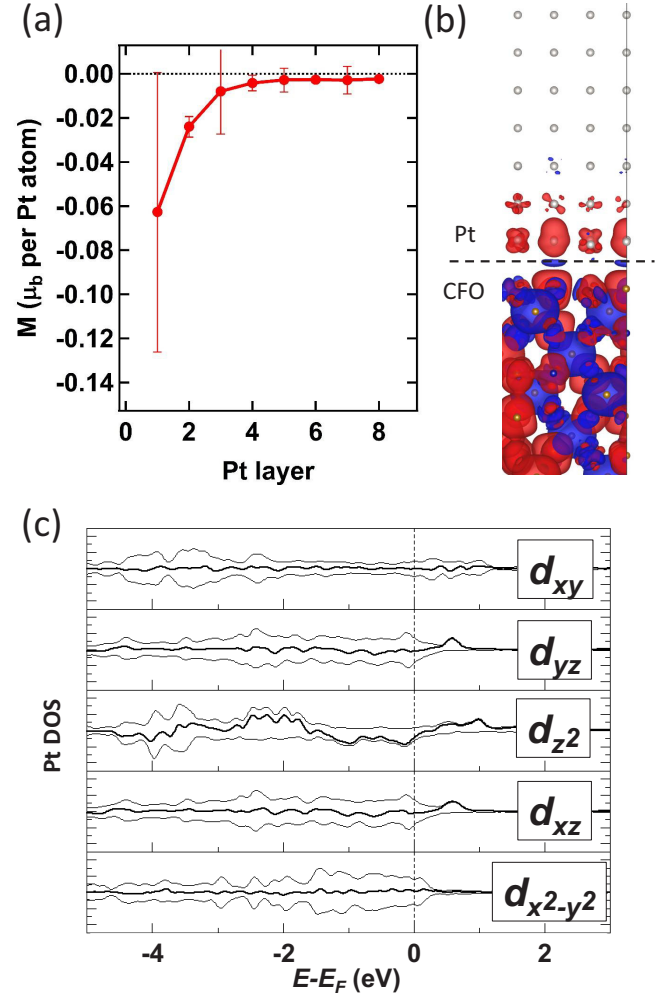 (a)
(b)
0.00
-0.02
-0.04
-0.06
-0.08
-0.10
-0.12
-0.14
M (μb per Pt atom)
0 2 4 6 8
Pt layer
Pt
CFO
(c)
dxy
dyz
dz2
dxz
dx2-y2
Pt DOS
-4 -2 0 2
E-EF (eV)